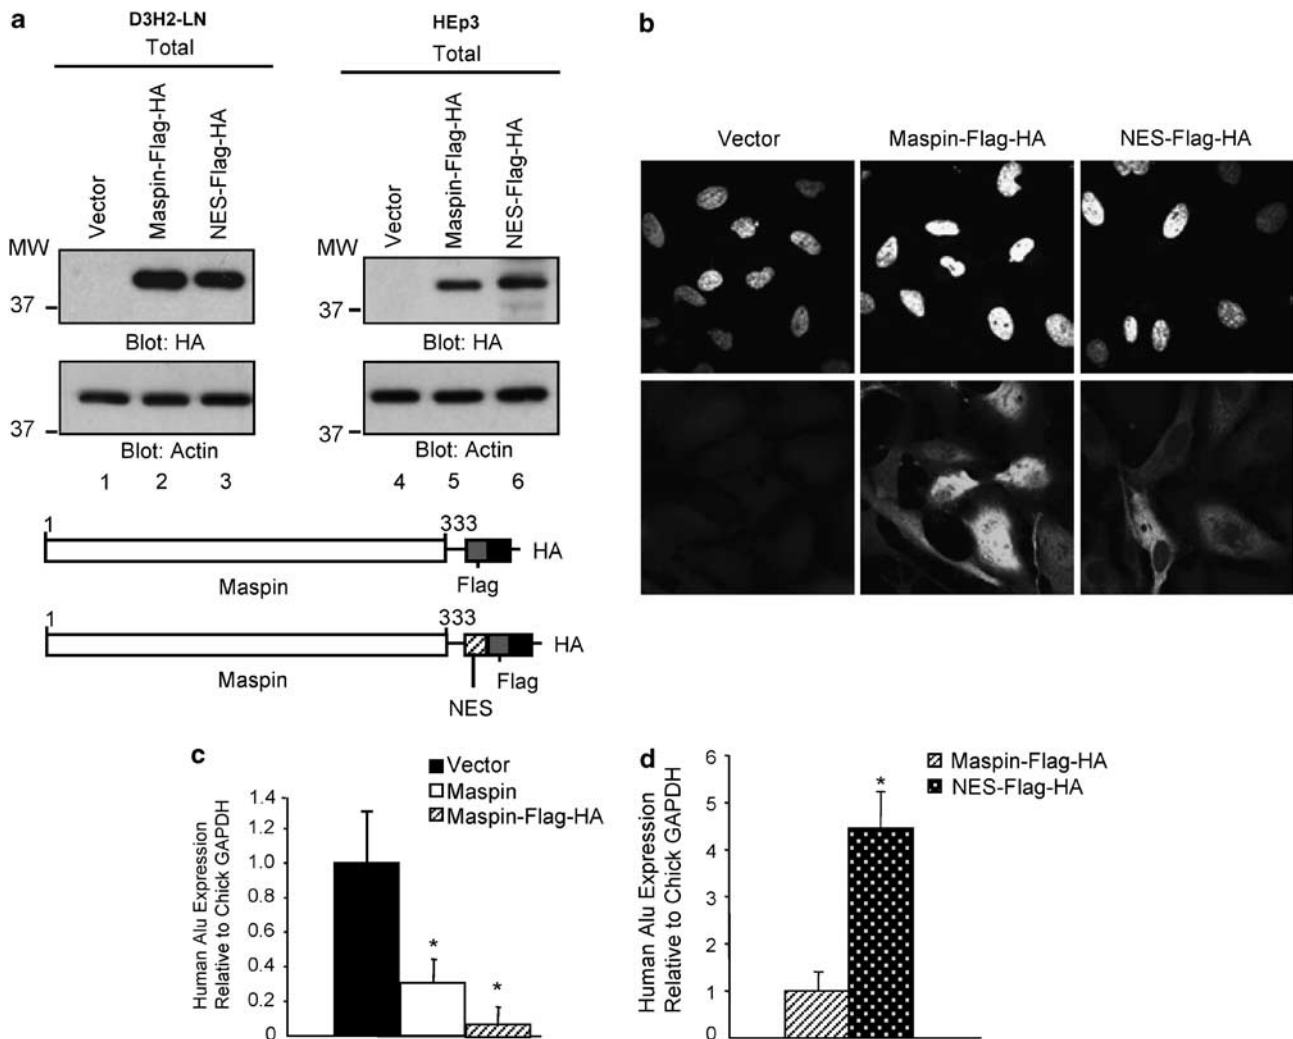 a
D3H2-LN
Total
Vector
Maspin-Flag-HA
NES-Flag-HA
MW
37
Blot: HA
37
Blot: Actin
1 2 3
HEp3
Total
Vector
Maspin-Flag-HA
NES-Flag-HA
MW
37
Blot: HA
37
Blot: Actin
4 5 6
1 333
HA
Maspin
Flag
1 333
HA
Maspin
Flag
NES
b
Vector Maspin-Flag-HA NES-Flag-HA
c
Vector
Maspin
Maspin-Flag-HA
Human Alu Expression
Relative to Chick GAPDH
1.4
1.2
1.0
0.8
0.6
0.4
0.2
0
*
*
d
Maspin-Flag-HA
NES-Flag-HA
Human Alu Expression
Relative to Chick GAPDH
6
5
4
3
2
1
0
*